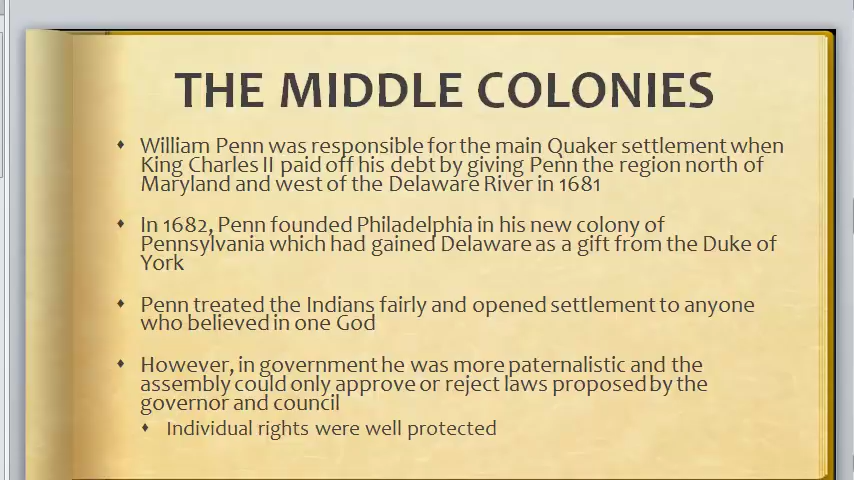 THE MIDDLE COLONIES
William Penn was responsible for the main Quaker settlement when
King Charles II paid off his debt by giving Penn the region north of
Maryland and west of the Delaware River in 1681
In 1682, Penn founded Philadelphia in his new colony of
Pennsylvania which had gained Delaware as a gift from the Duke of
York
Penn treated the Indians fairly and opened settlement to anyone
who believed in one God
However, in government he was more paternalistic and the
assembly could only approve or reject laws proposed by the
governor and council
Individual rights were well protected